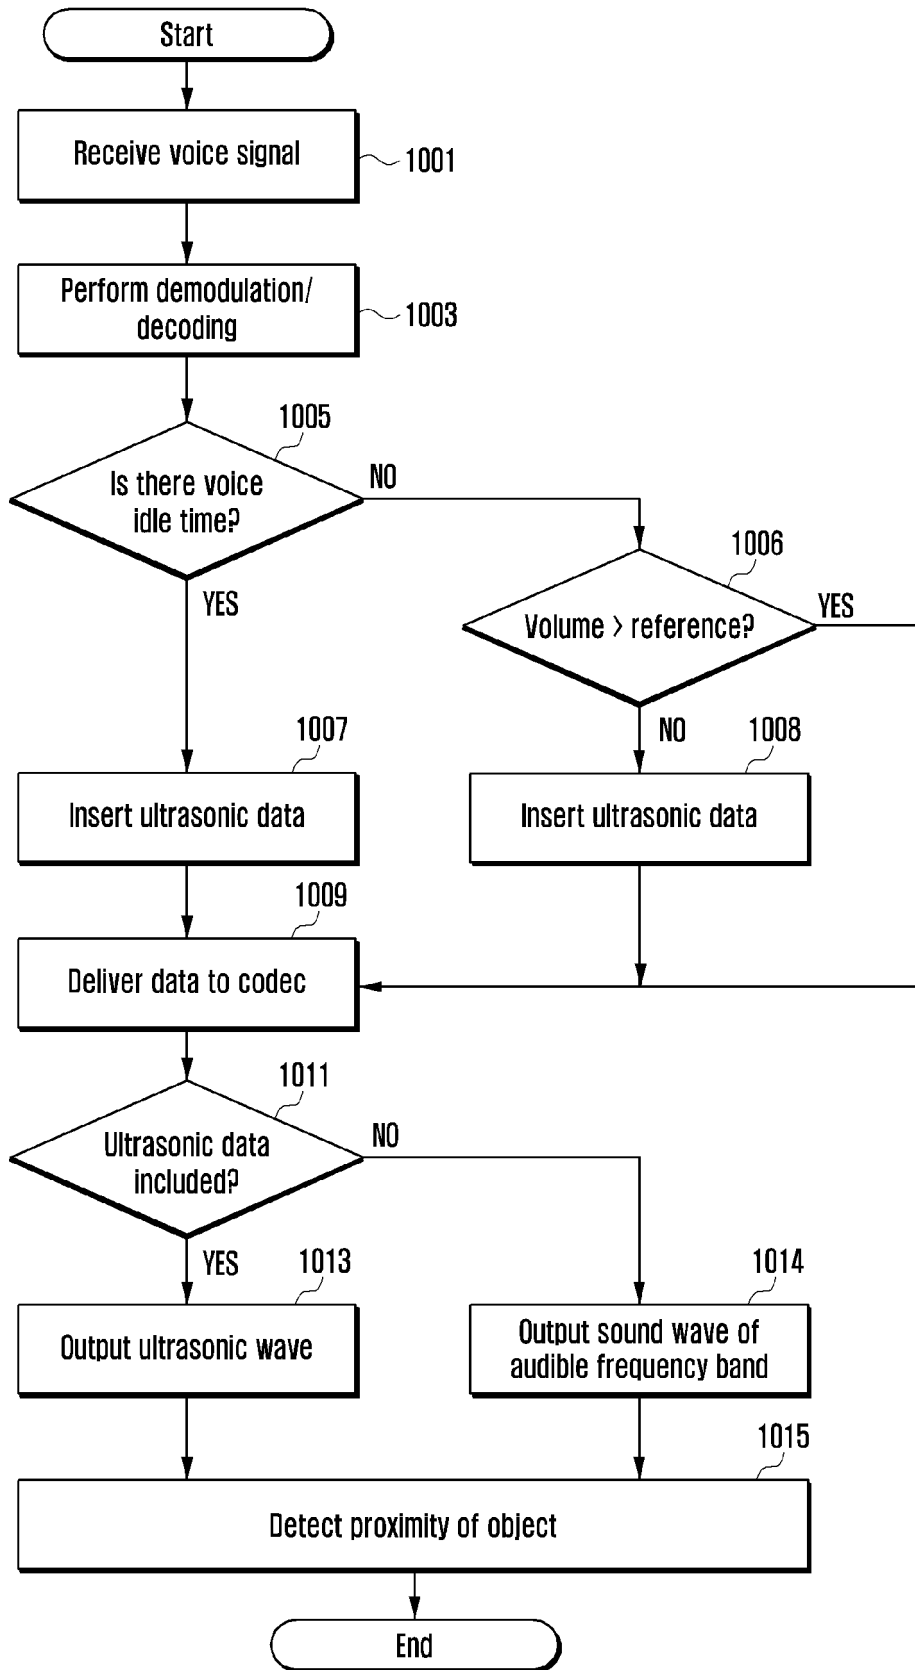 Start
Receive voice signal
1001
Perform demodulation/
decoding
1003
1005
Is there voice
idle time?
NO
YES
1006
Volume > reference?
YES
NO
1007
Insert ultrasonic data
1008
Insert ultrasonic data
1009
Deliver data to codec
1011
Ultrasonic data
included?
NO
YES
1013
Output ultrasonic wave
1014
Output sound wave of
audible frequency band
1015
Detect proximity of object
End